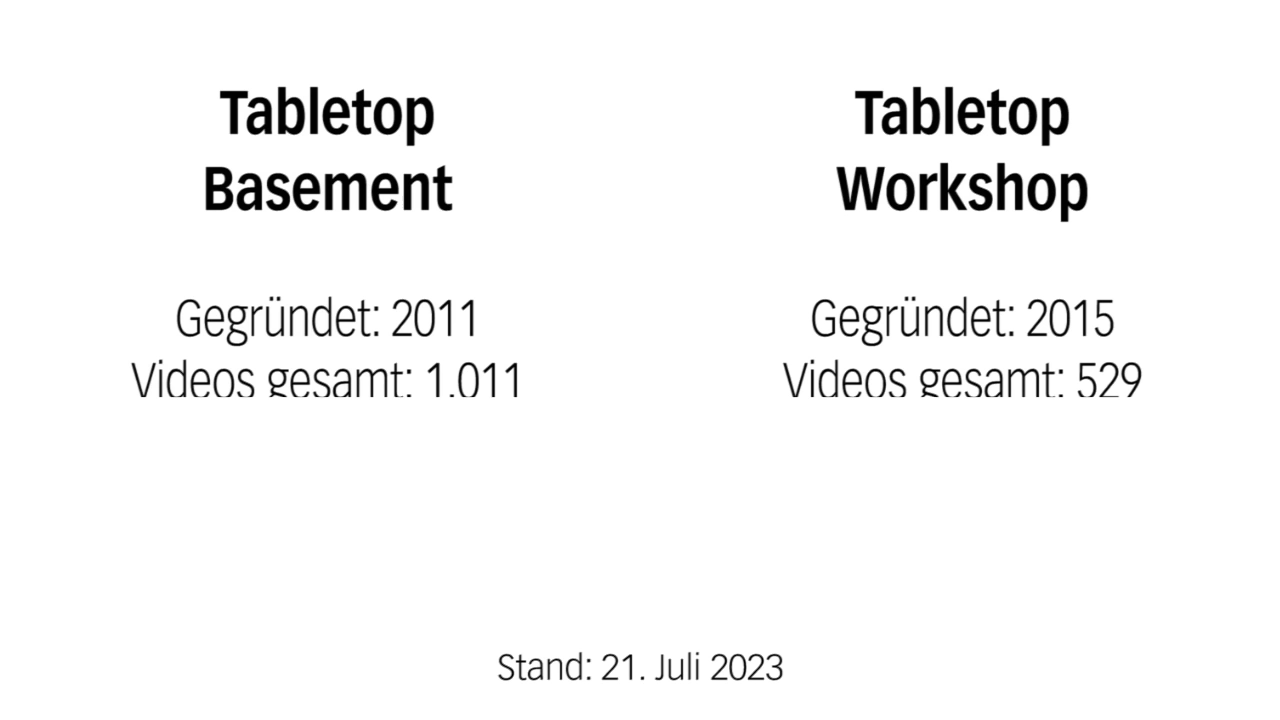 Tabletop
Basement
Gegründet: 2011
Videos gesamt: 1.011
Tabletop
Workshop
Gegründet: 2015
Videos gesamt: 529
Stand: 21. Juli 2023